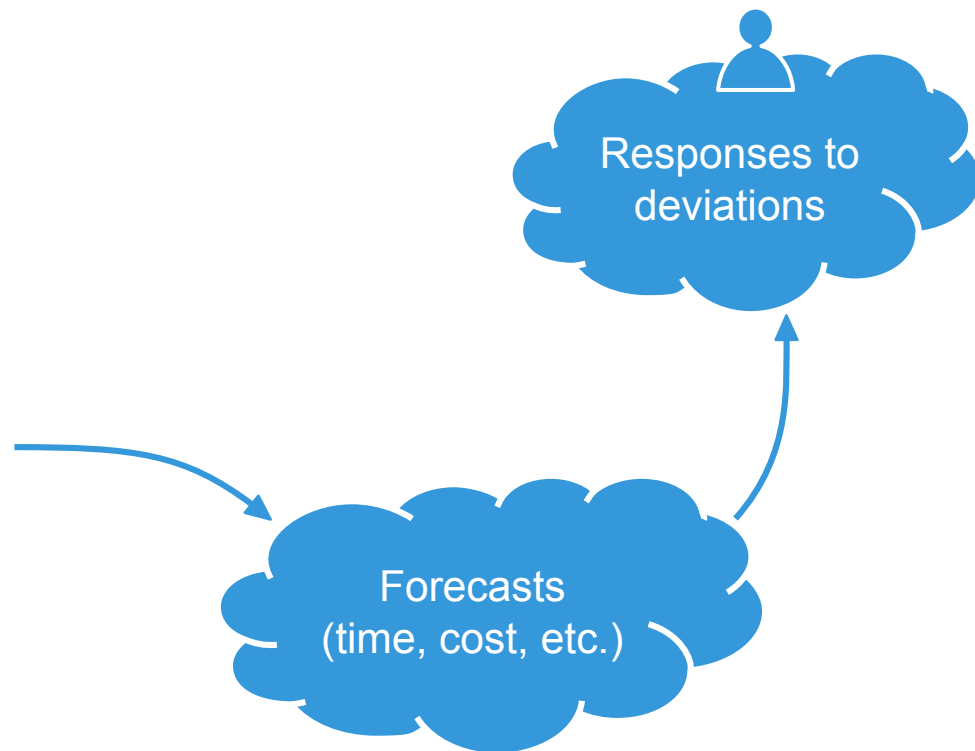 Responses to
deviations
Forecasts
(time, cost, etc.)